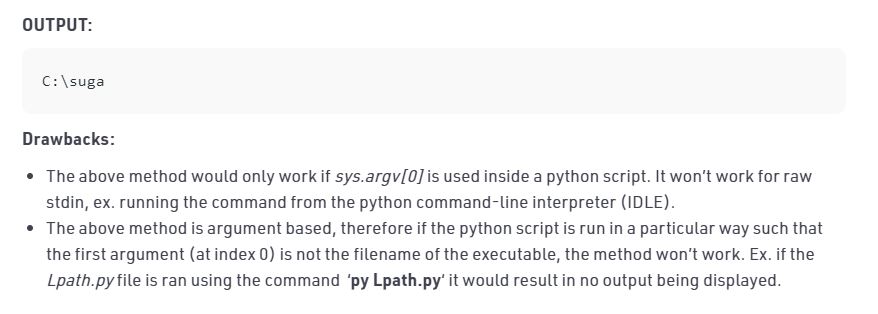 OUTPUT:
C:\suga
Drawbacks:
• The above method would only work if sys.argv[0] is used inside a python script. It won’t work for raw
stdin, ex. running the command from the python command-line interpreter (IDLE).
• The above method is argument based, therefore if the python script is run in a particular way such that
the first argument (at index 0) is not the filename of the executable, the method won’t work. Ex. if the
Lpath.py file is ran using the command ‘py Lpath.py‘ it would result in no output being displayed.